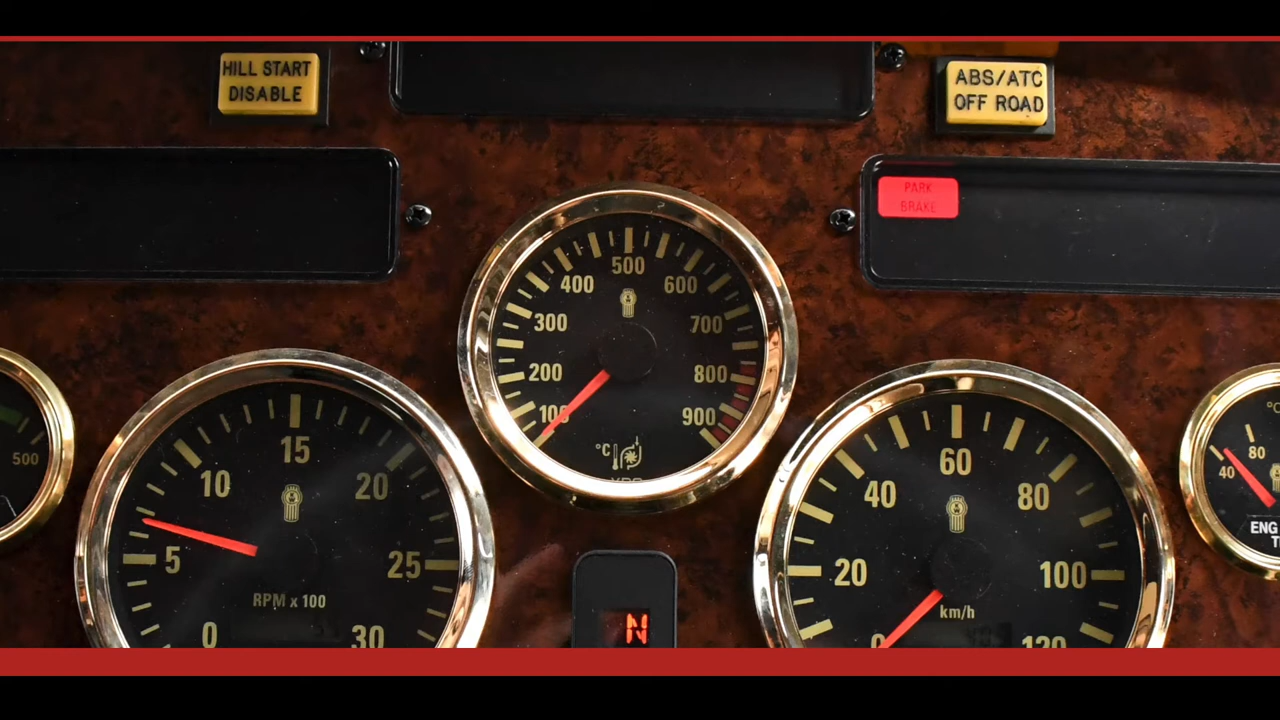 HILL START
DISABLE
ABS/ATC
OFF ROAD
PARK
BRAKE
500
400
600
300
700
200
800
100
900
°C
15
10
20
5
25
RPM x 100
0
30
500
60
40
80
20
100
km/h
0
120
N
°C
80
40
ENG